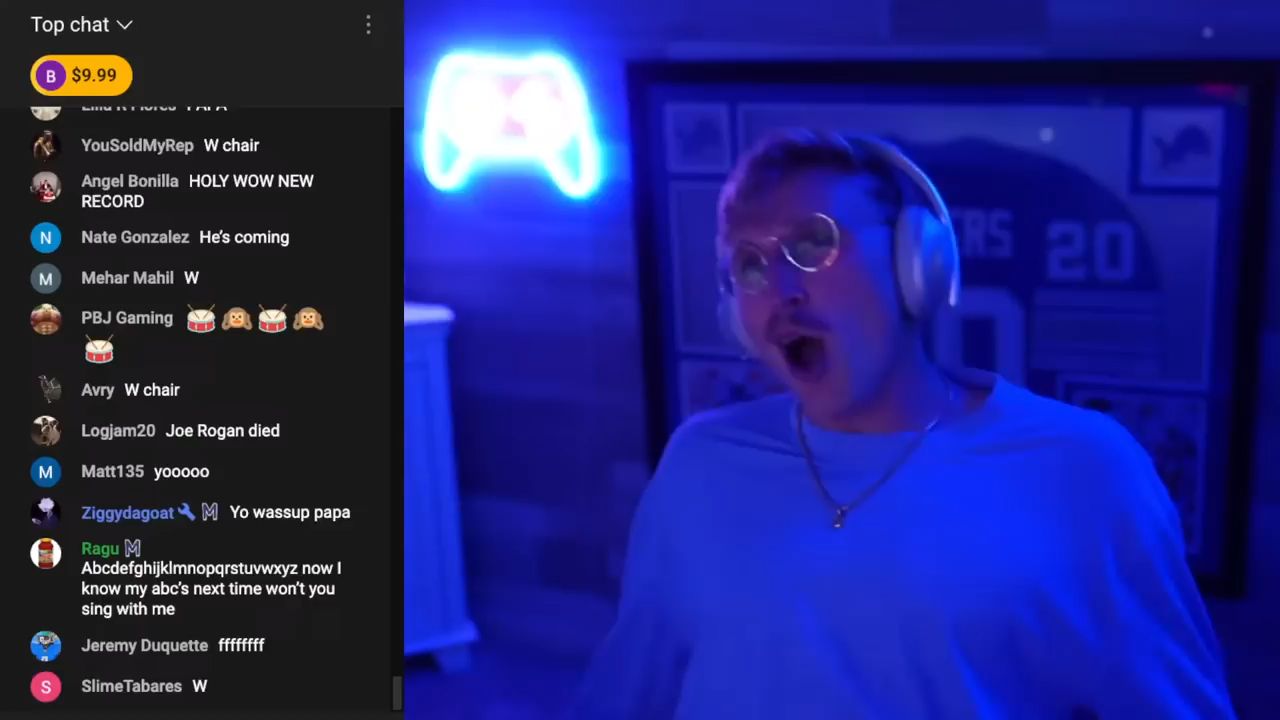 Top chat
B $9.99
YouSoldMyRep W chair
Angel Bonilla HOLY WOW NEW
RECORD
N Nate Gonzalez He's coming
M Mehar Mahil W
PBJ Gaming
Avry W chair
Logjam20 Joe Rogan died
M Matt135 yooooo
Ziggydagoat M Yo wassup papa
Ragu M
Abcdefghijklmnopqrstuvwxyz now I
know my abc's next time won't you
sing with me
Jeremy Duquette ffffffff
S SlimeTabares W
20